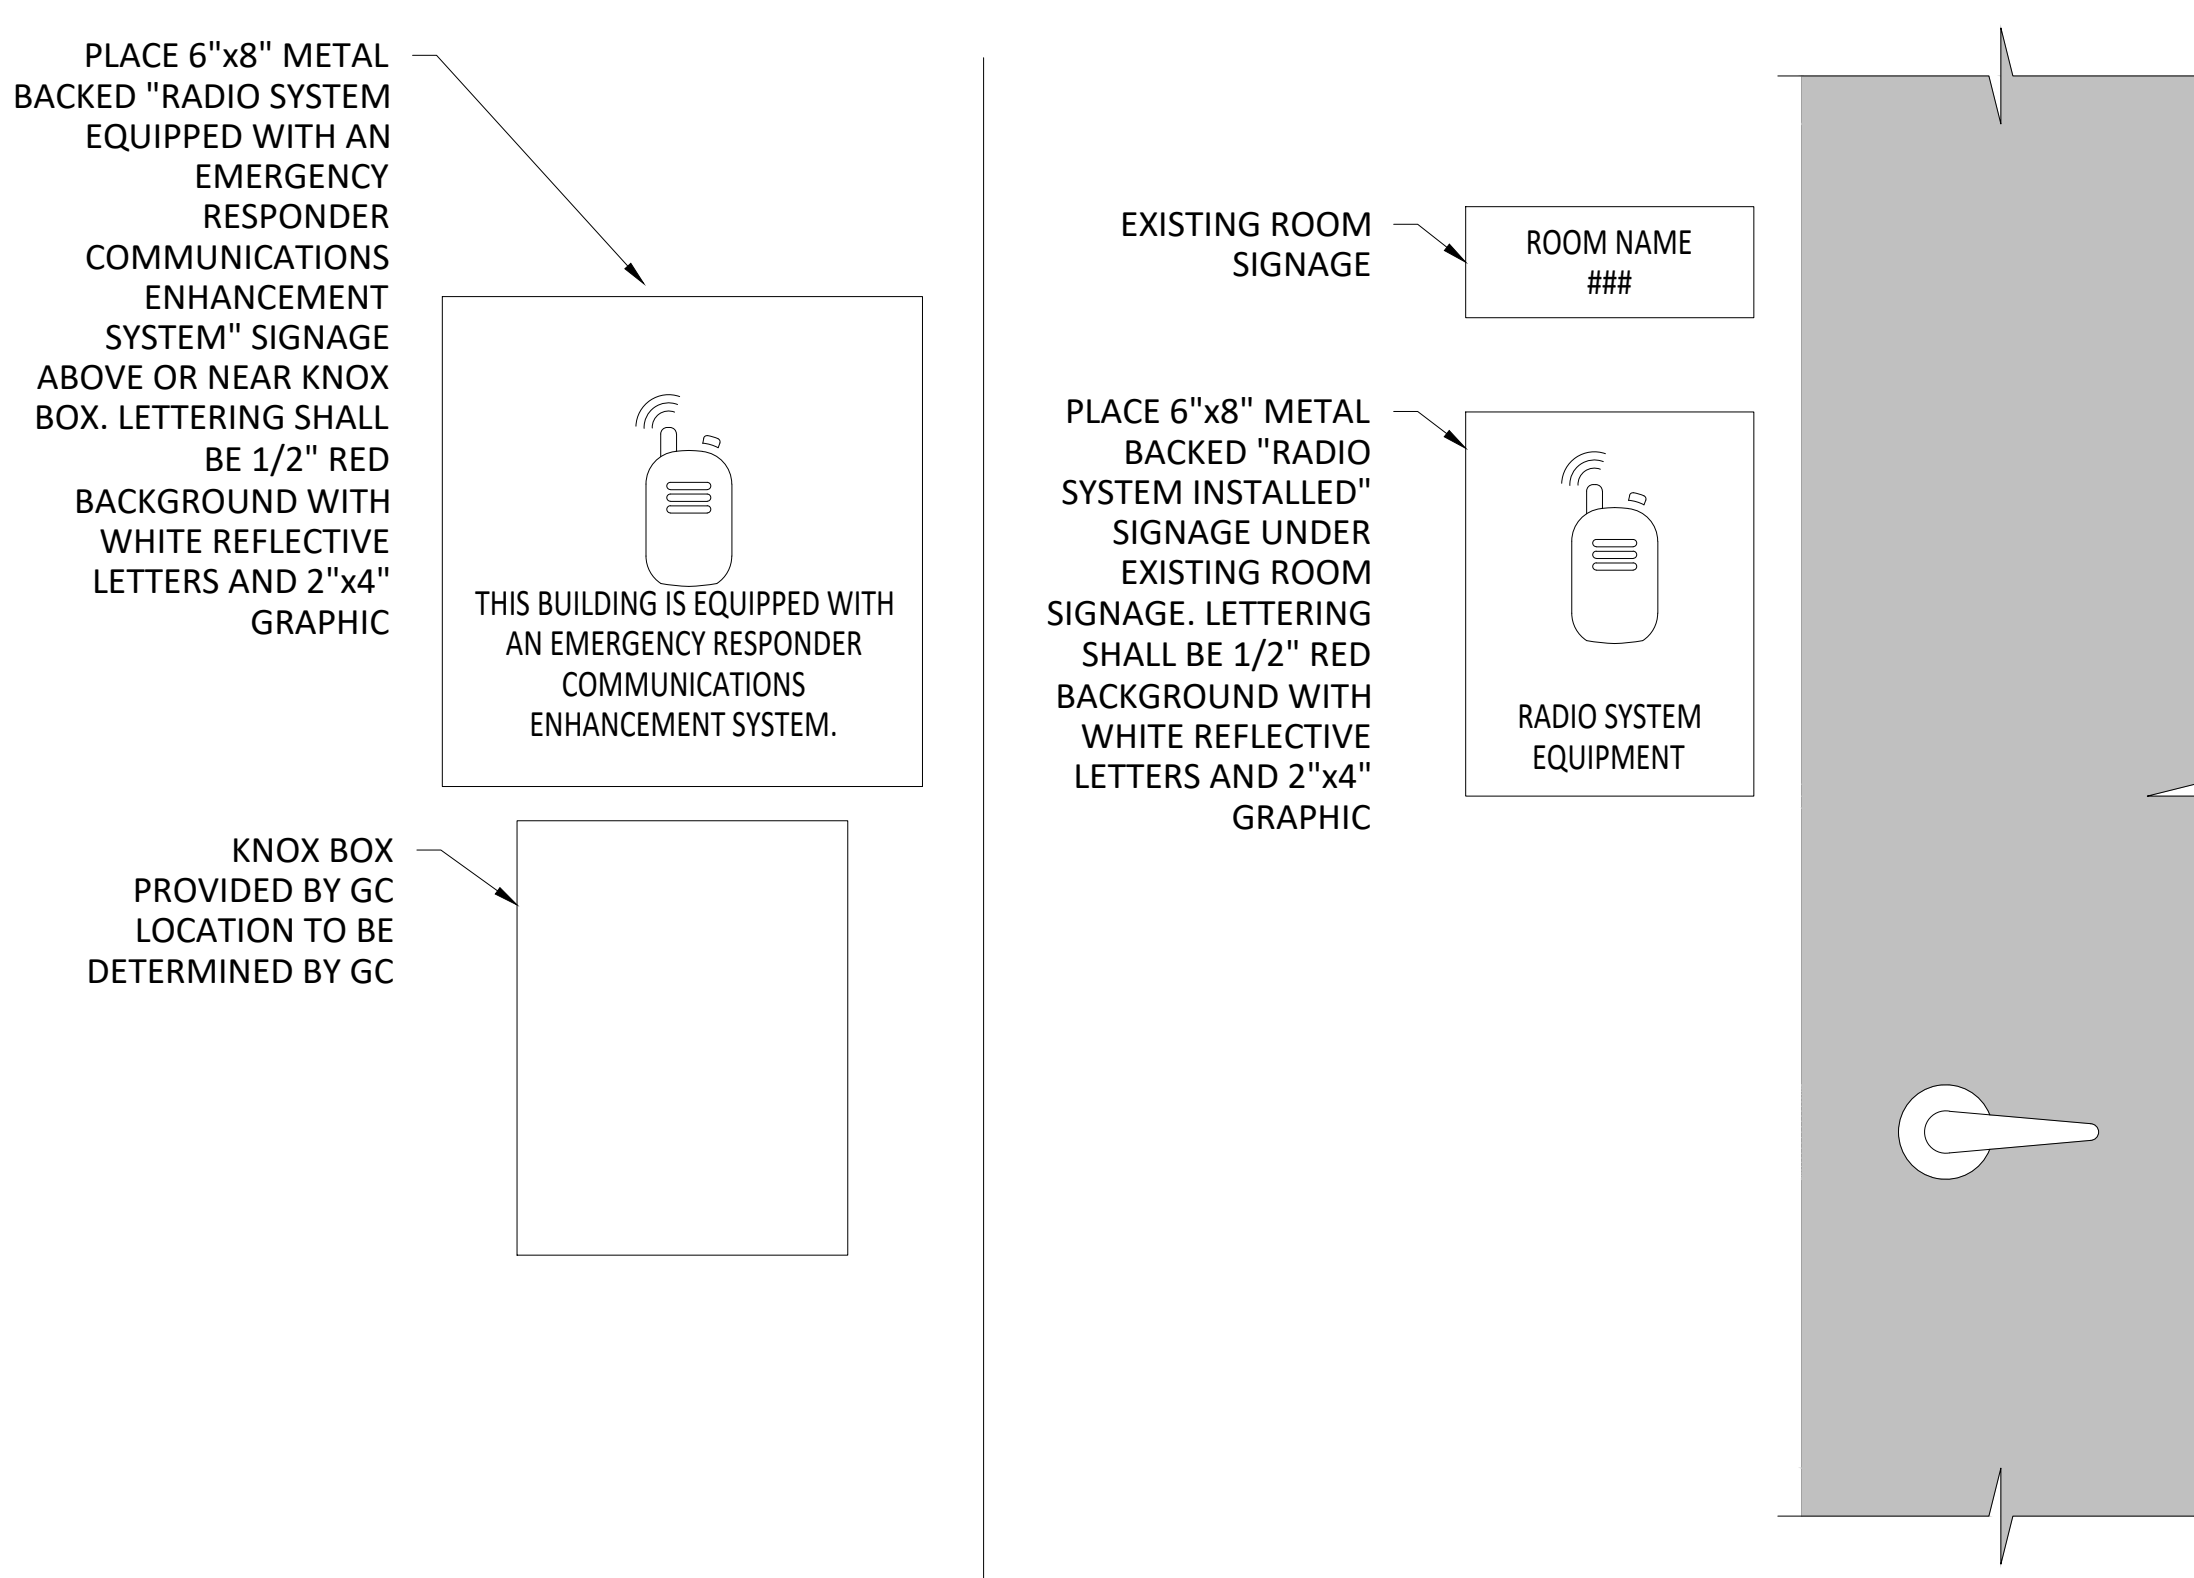 PLACE 6"x8" METAL
BACKED "RADIO SYSTEM
EQUIPPED WITH AN
EMERGENCY
RESPONDER
COMMUNICATIONS
ENHANCEMENT
SYSTEM" SIGNAGE
ABOVE OR NEAR KNOX
BOX. LETTERING SHALL
BE 1/2" RED
BACKGROUND WITH
WHITE REFLECTIVE
LETTERS AND 2"x4"
GRAPHIC
THIS BUILDING IS EQUIPPED WITH
AN EMERGENCY RESPONDER
COMMUNICATIONS
ENHANCEMENT SYSTEM.
KNOX BOX
PROVIDED BY GC
LOCATION TO BE
DETERMINED BY GC
EXISTING ROOM
SIGNAGE
ROOM NAME
###
PLACE 6"x8" METAL
BACKED "RADIO
SYSTEM INSTALLED"
SIGNAGE UNDER
EXISTING ROOM
SIGNAGE. LETTERING
SHALL BE 1/2" RED
BACKGROUND WITH
WHITE REFLECTIVE
LETTERS AND 2"x4"
GRAPHIC
RADIO SYSTEM
EQUIPMENT